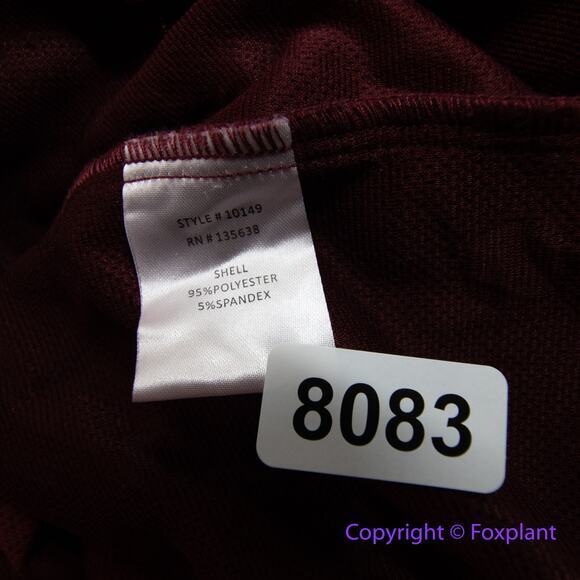 STYLE # 10149
RN # 135638
SHELL
95%POLYESTER
5%SPANDEX
8083
Copyright © Foxplant